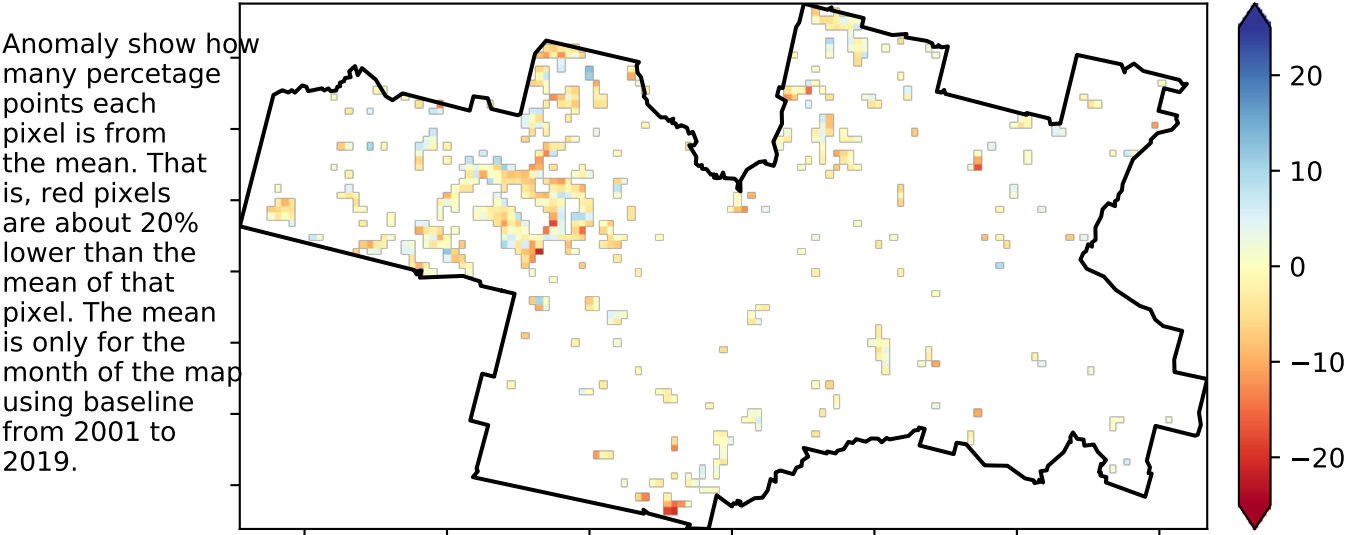 Anomaly show how
many percetage
points each
pixel is from
the mean. That
is, red pixels
are about 20%
lower than the
mean of that
pixel. The mean
is only for the
month of the map
using baseline
from 2001 to
2019.
20
10
0
−10
−20